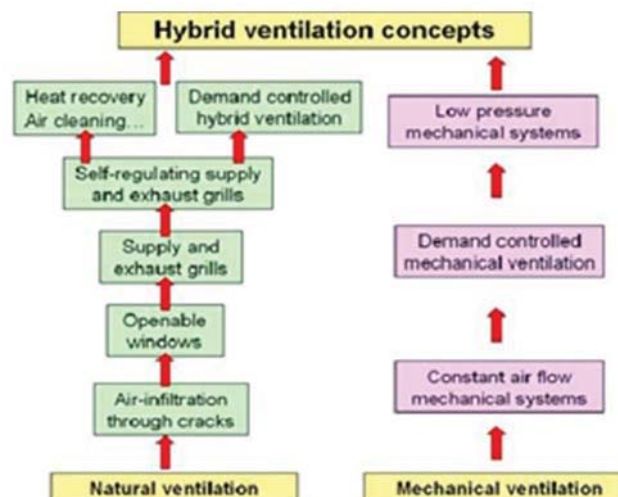 Hybrid ventilation concepts
Heat recovery
Air cleaning...
Demand controlled
hybrid ventilation
Low pressure
mechanical systems
Self-regulating supply
and exhaust grills
Supply and
exhaust grills
Demand controlled
mechanical ventilation
Openable
windows
Air-infiltration
through cracks
Constant air flow
mechanical systems
Natural ventilation
Mechanical ventilation